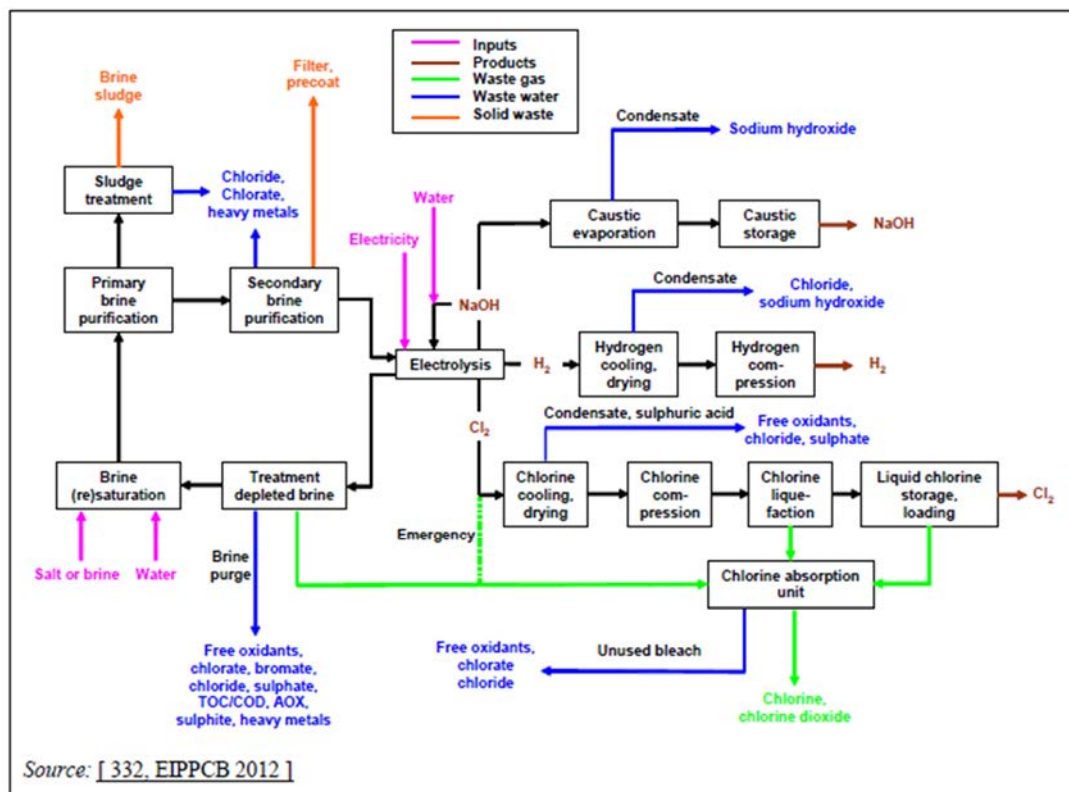 Inputs
Products
Waste gas
Waste water
Solid waste
Brine
sludge
Filter,
precoat
Condensate
Sodium hydroxide
Sludge
treatment
Chloride,
Chlorate,
heavy metals
Water
Electricity
Caustic
evaporation
Caustic
storage
NaOH
Primary
brine
purification
Secondary
brine
purification
NaOH
Condensate
Chloride,
sodium hydroxide
Electrolysis
H2
Hydrogen
cooling,
drying
Hydrogen
com-
pression
H2
Cl2
Condensate, sulphuric acid
Free oxidants,
chloride, sulphate
Brine
(re)saturation
Treatment
depleted brine
Chlorine
cooling,
drying
Chlorine
com-
pression
Chlorine
lique-
faction
Liquid chlorine
storage,
loading
Cl2
Emergency
Salt or brine
Water
Brine
purge
Chlorine absorption
unit
Free oxidants,
chlorate, bromate,
chloride, sulphate,
TOC/COD, AOX,
sulphite, heavy metals
Free oxidants,
chlorate
chloride
Unused bleach
Chlorine,
chlorine dioxide
Source: [ 332, EIPPCB 2012 ]